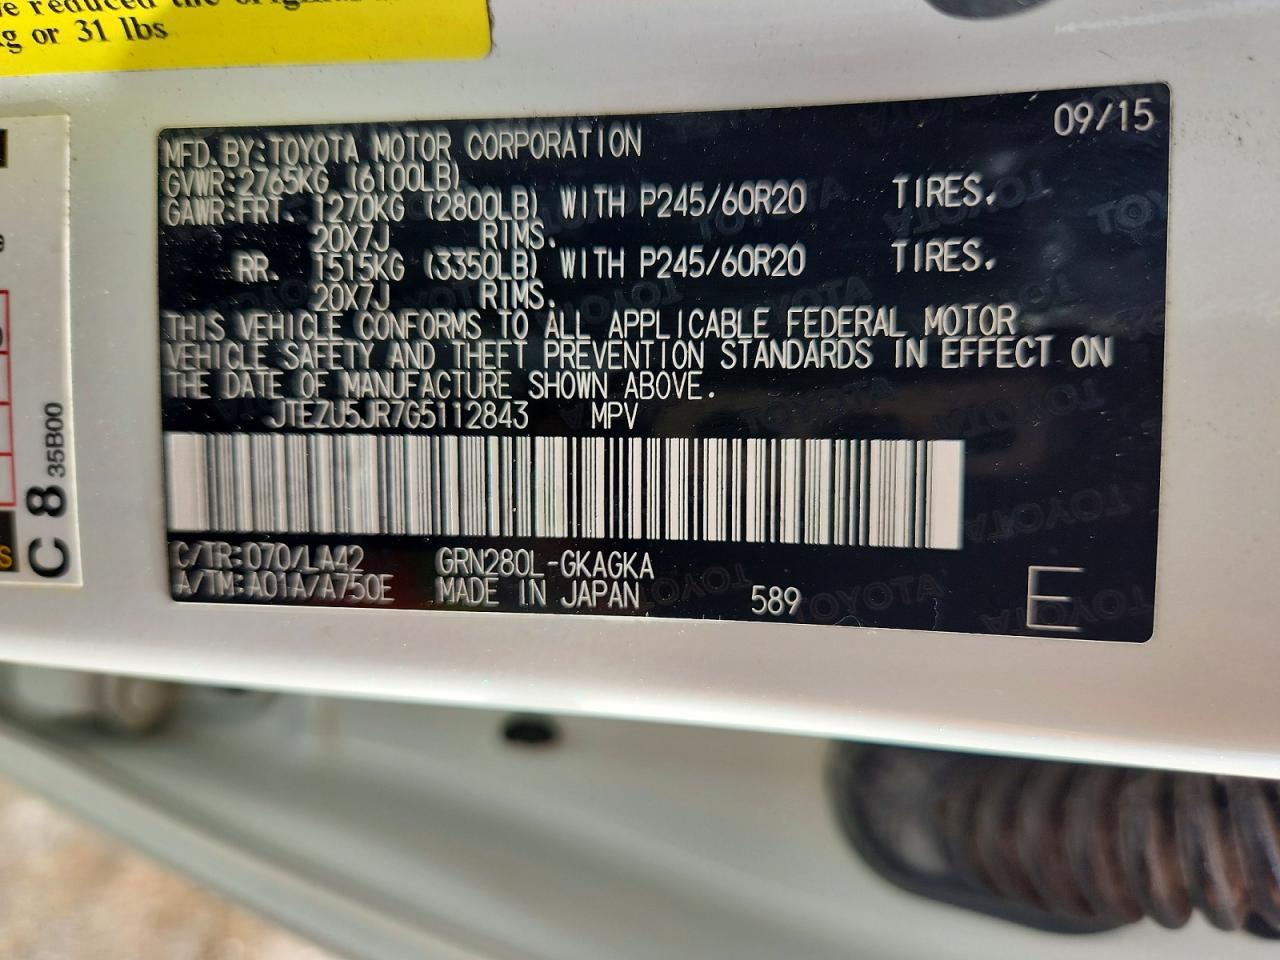 reduced the
g or 31 lbs
09/15
MFD. BY: TOYOTA MOTOR CORPORATION
GVWR: 2765KG (6100LB)
GAWR: FRT. 1270KG (2800LB) WITH P245/60R20 TIRES.
20X7J RIMS.
RR. 1515KG (3350LB) WITH P245/60R20 TIRES.
20X7J RIMS.
THIS VEHICLE CONFORMS TO ALL APPLICABLE FEDERAL MOTOR
VEHICLE SAFETY AND THEFT PREVENTION STANDARDS IN EFFECT ON
THE DATE OF MANUFACTURE SHOWN ABOVE.
JTEZU5JR7G5112843 MPV
C/TR: 070/LA42 GRN280L-GKAGKA
A/TM: A01A/A750E MADE IN JAPAN 589 E
C 8 35B00